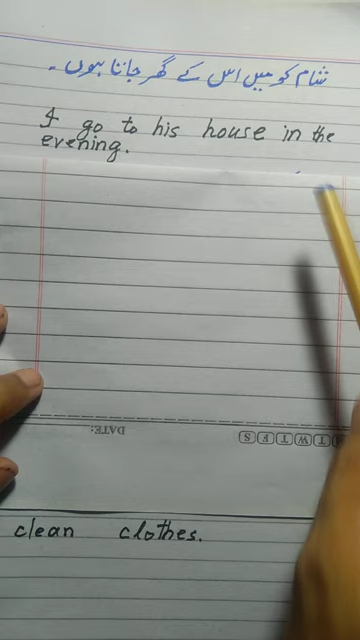 شام کو میں اس کے گھر جاتا ہوں ۔
I go to his house in the
evening.
DATE:
M T W T F S
clean clothes.